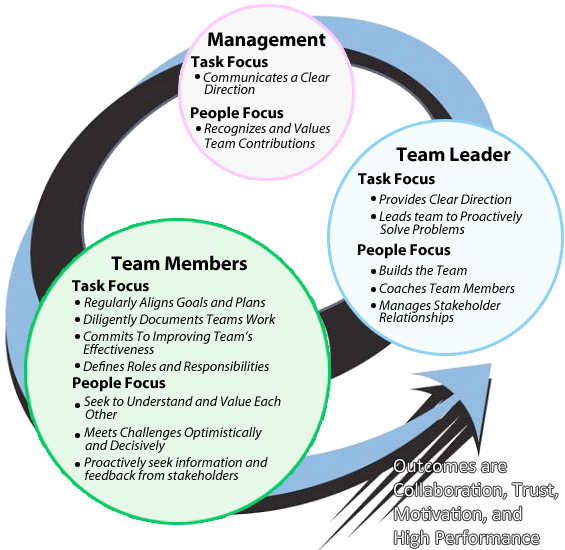 Management
Task Focus
• Communicates a Clear
Direction
People Focus
• Recognizes and Values
Team Contributions
Team Leader
Task Focus
• Provides Clear Direction
• Leads team to Proactively
Solve Problems
People Focus
• Builds the Team
• Coaches Team Members
• Manages Stakeholder
Relationships
Team Members
Task Focus
• Regularly Aligns Goals and Plans
• Diligently Documents Teams Work
• Commits To Improving Team's
Effectiveness
• Defines Roles and Responsibilities
People Focus
• Seek to Understand and Value Each
Other
• Meets Challenges Optimistically
and Decisively
• Proactively seek information and
feedback from stakeholders
Outcomes are
Collaboration, Trust,
Motivation, and
High Performance